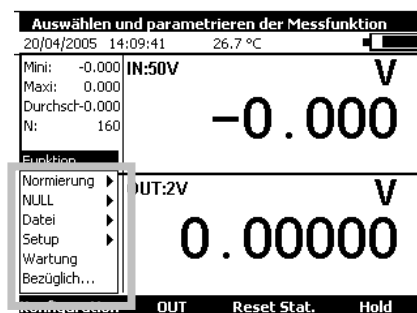 Auswählen und parametrieren der Messfunktion
20/04/2005 14:09:41 26.7 °C
Mini: -0.000
Maxi: 0.000
Durchsch-0.000
N: 160
IN:50V V
-0.000
Funktion
Normierung
NULL
Datei
Setup
Wartung
Bezüglich...
OUT:2V V
0.00000
Konfiguration OUT Reset Stat. Hold